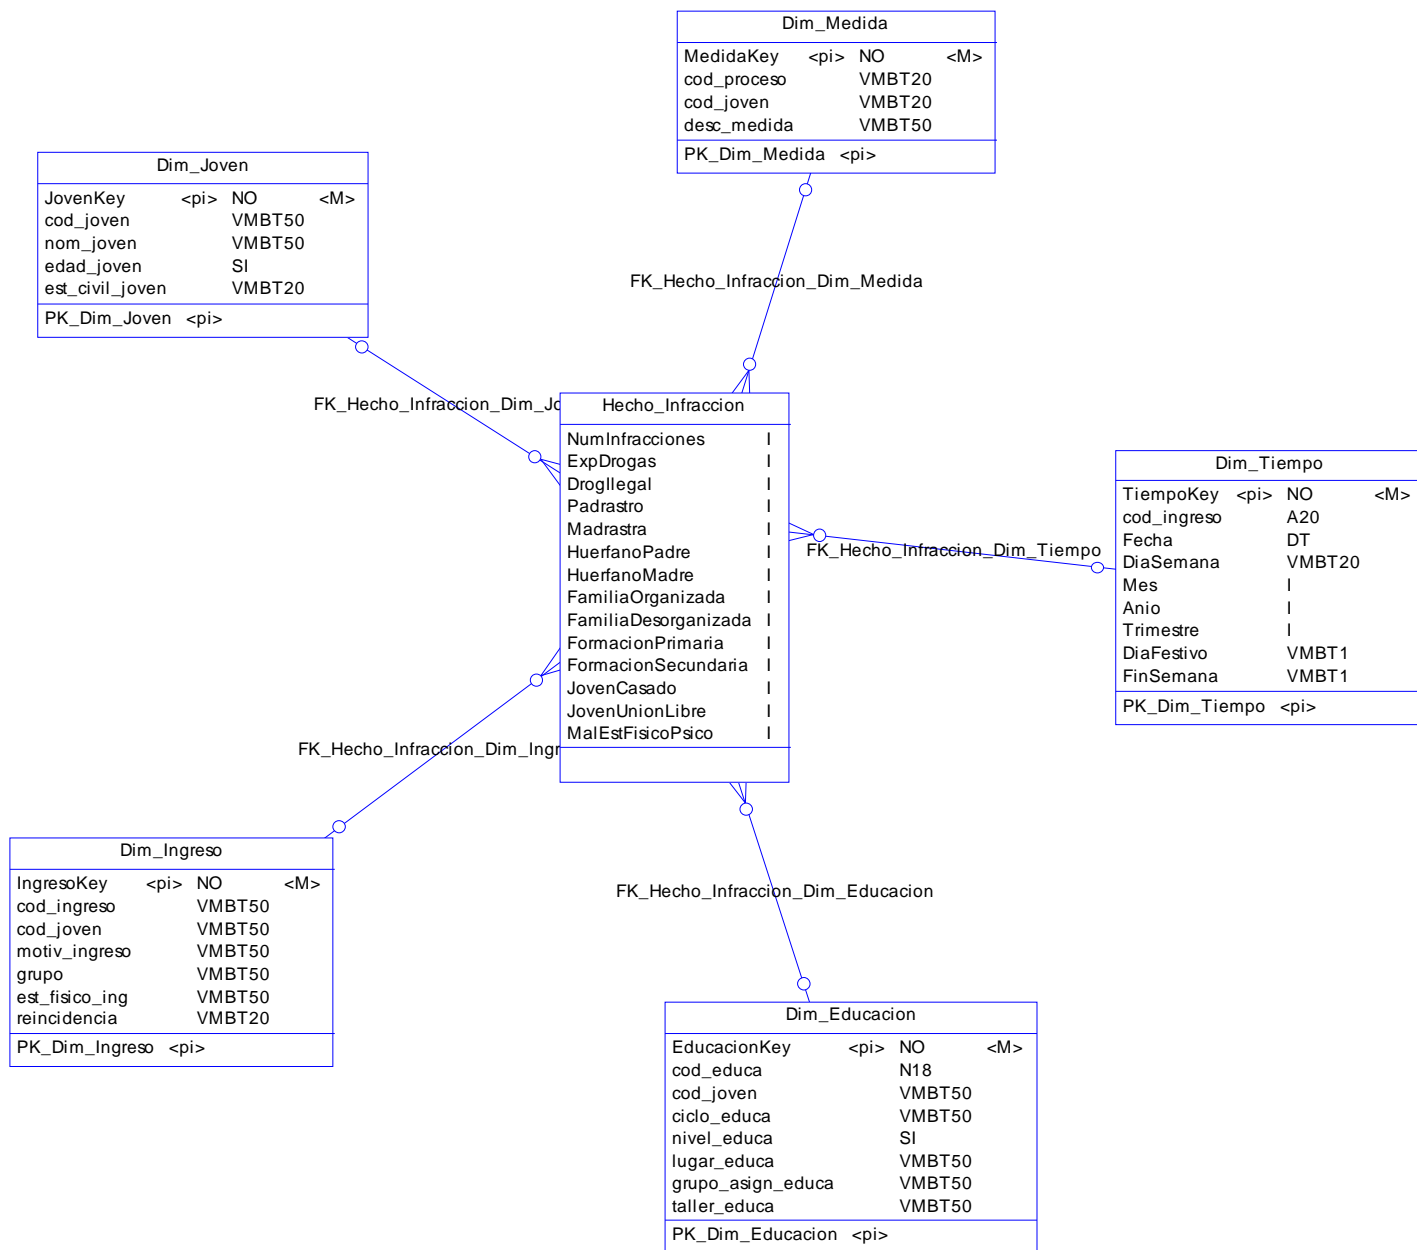 Dim_Medida
MedidaKey <pi> NO <M>
cod_proceso VMBT20
cod_joven VMBT20
desc_medida VMBT50
PK_Dim_Medida <pi>
Dim_Joven
JovenKey <pi> NO <M>
cod_joven VMBT50
nom_joven VMBT50
edad_joven SI
est_civil_joven VMBT20
PK_Dim_Joven <pi>
FK_Hecho_Infraccion_Dim_Medida
FK_Hecho_Infraccion_Dim_Jo
Hecho_Infraccion
NumInfracciones I
ExpDrogas I
DrogIlegal I
Padrastro I
Madrastra I
HuerfanoPadre I
HuerfanoMadre I
FamiliaOrganizada I
FamiliaDesorganizada I
FormacionPrimaria I
FormacionSecundaria I
JovenCasado I
JovenUnionLibre I
MalEstFisicoPsico I
FK_Hecho_Infraccion_Dim_Tiempo
Dim_Tiempo
TiempoKey <pi> NO <M>
cod_ingreso A20
Fecha DT
DiaSemana VMBT20
Mes I
Anio I
Trimestre I
DiaFestivo VMBT1
FinSemana VMBT1
PK_Dim_Tiempo <pi>
FK_Hecho_Infraccion_Dim_Ingr
Dim_Ingreso
IngresoKey <pi> NO <M>
cod_ingreso VMBT50
cod_joven VMBT50
motiv_ingreso VMBT50
grupo VMBT50
est_fisico_ing VMBT50
reincidencia VMBT20
PK_Dim_Ingreso <pi>
FK_Hecho_Infraccion_Dim_Educacion
Dim_Educacion
EducacionKey <pi> NO <M>
cod_educa N18
cod_joven VMBT50
ciclo_educa VMBT50
nivel_educa SI
lugar_educa VMBT50
grupo_asign_educa VMBT50
taller_educa VMBT50
PK_Dim_Educacion <pi>